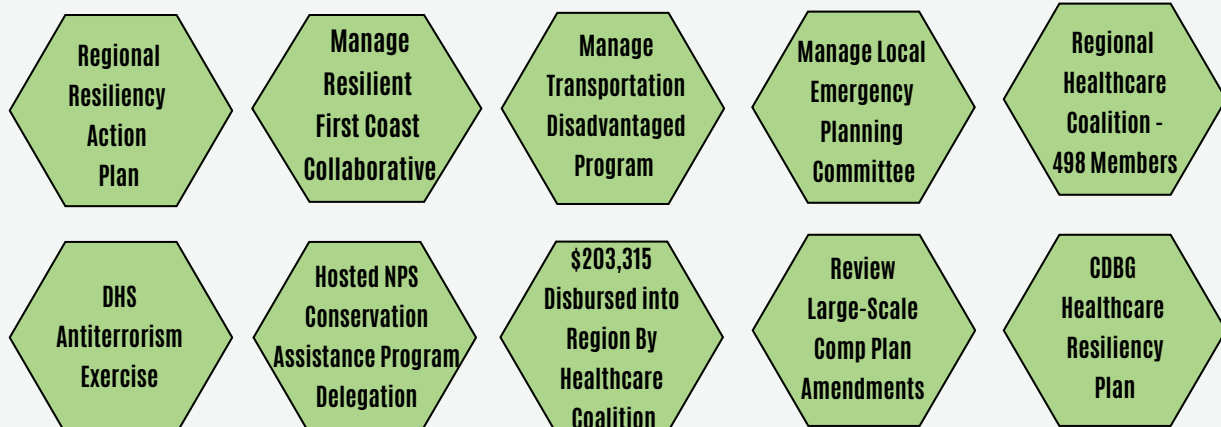 Regional
Resiliency
Action
Plan
Manage
Resilient
First Coast
Collaborative
Manage
Transportation
Disadvantaged
Program
Manage Local
Emergency
Planning
Committee
Regional
Healthcare
Coalition -
498 Members
DHS
Antiterrorism
Exercise
Hosted NPS
Conservation
Assistance Program
Delegation
$203,315
Disbursed into
Region By
Healthcare
Coalition
Review
Large-Scale
Comp Plan
Amendments
CDBG
Healthcare
Resiliency
Plan